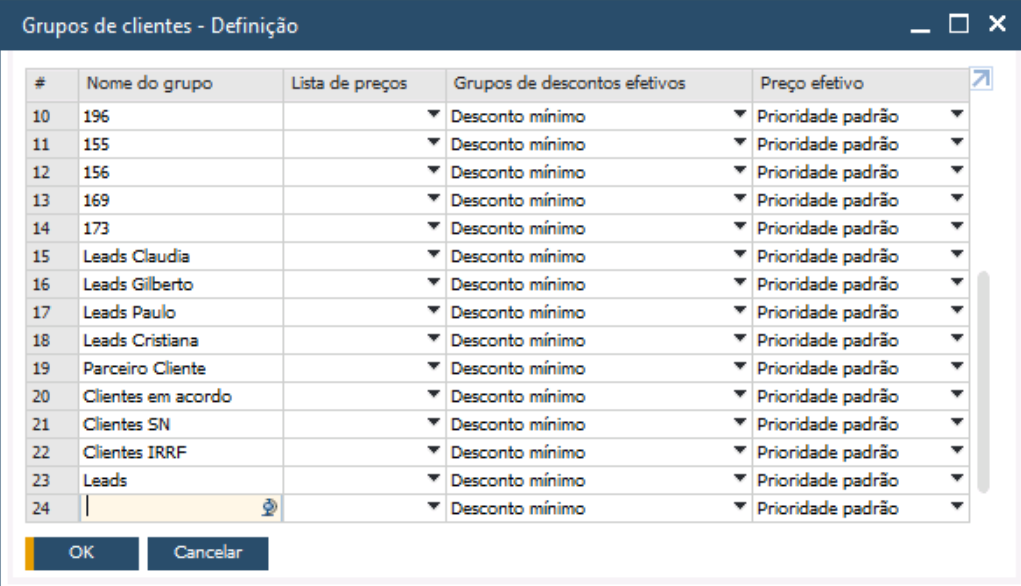 Grupos de clientes - Definição
# Nome do grupo Lista de preços Grupos de descontos efetivos Preço efetivo
10 196 Desconto mínimo Prioridade padrão
11 155 Desconto mínimo Prioridade padrão
12 156 Desconto mínimo Prioridade padrão
13 169 Desconto mínimo Prioridade padrão
14 173 Desconto mínimo Prioridade padrão
15 Leads Claudia Desconto mínimo Prioridade padrão
16 Leads Gilberto Desconto mínimo Prioridade padrão
17 Leads Paulo Desconto mínimo Prioridade padrão
18 Leads Cristiana Desconto mínimo Prioridade padrão
19 Parceiro Cliente Desconto mínimo Prioridade padrão
20 Clientes em acordo Desconto mínimo Prioridade padrão
21 Clientes SN Desconto mínimo Prioridade padrão
22 Clientes IRRF Desconto mínimo Prioridade padrão
23 Leads Desconto mínimo Prioridade padrão
24 Desconto mínimo Prioridade padrão
OK Cancelar